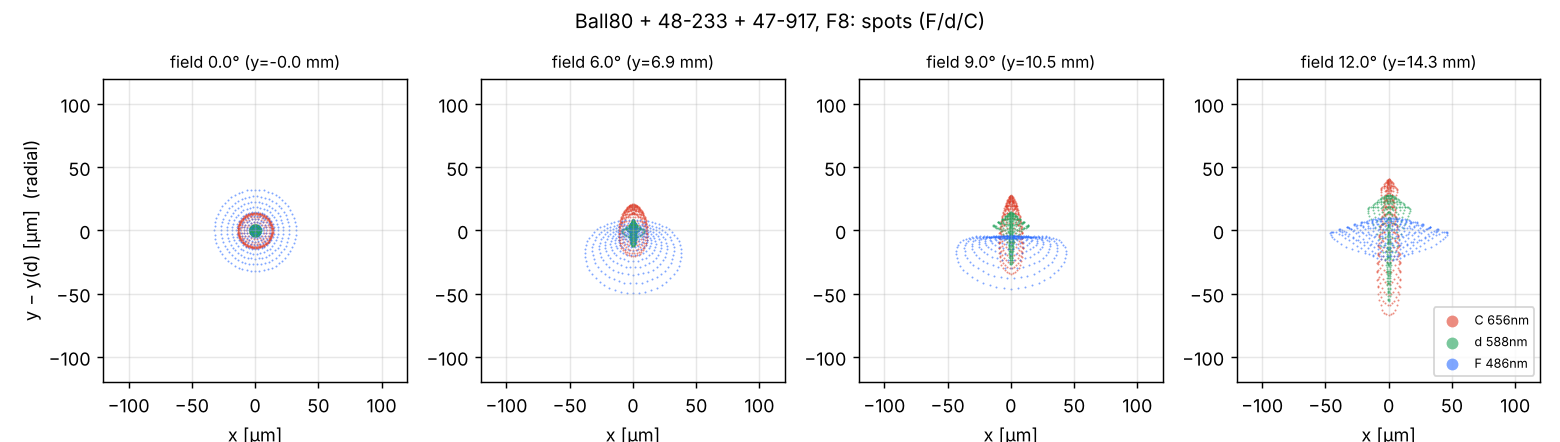 Ball80 + 48-233 + 47-917, F8: spots (F/d/C)
field 0.0° (y=-0.0 mm)
field 6.0° (y=6.9 mm)
field 9.0° (y=10.5 mm)
field 12.0° (y=14.3 mm)
y − y(d) [µm] (radial)
100
50
0
−50
−100
−100 −50 0 50 100
x [µm]
100
50
0
−50
−100
−100 −50 0 50 100
x [µm]
100
50
0
−50
−100
−100 −50 0 50 100
x [µm]
100
50
0
−50
−100
−100 −50 0 50 100
x [µm]
C 656nm
d 588nm
F 486nm